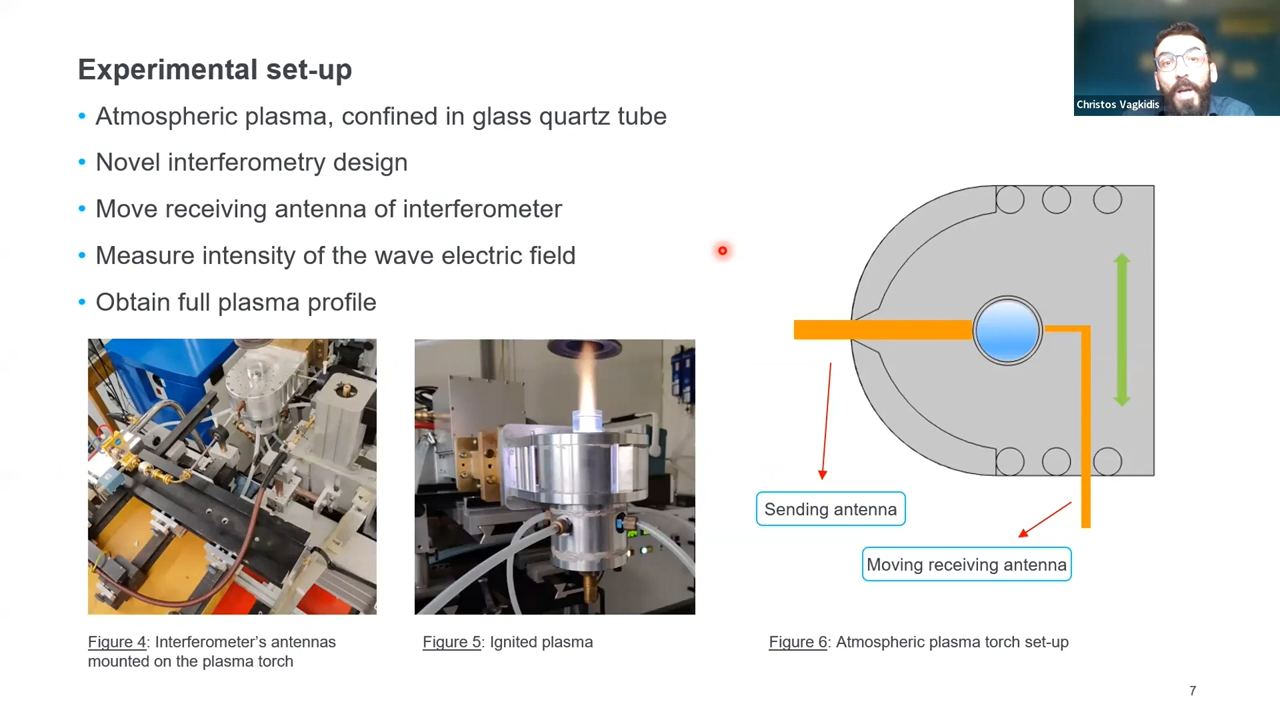 Experimental set-up
• Atmospheric plasma, confined in glass quartz tube
• Novel interferometry design
• Move receiving antenna of interferometer
• Measure intensity of the wave electric field
• Obtain full plasma profile
Christos Vagkidis
Sending antenna
Moving receiving antenna
Figure 4: Interferometer's antennas
mounted on the plasma torch
Figure 5: Ignited plasma
Figure 6: Atmospheric plasma torch set-up
7